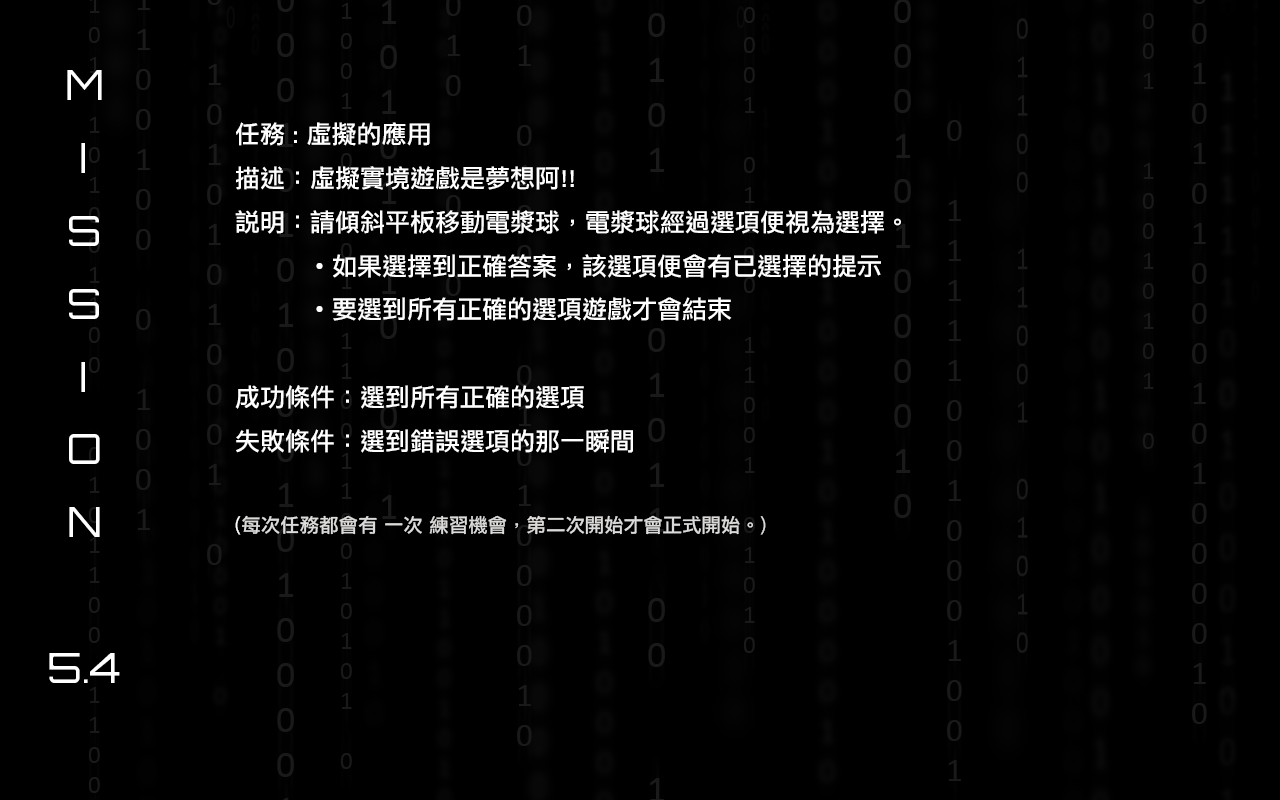 MISSION
5.4
任務 : 虛擬的應用
描述：虛擬實境遊戲是夢想阿!!
説明：請傾斜平板移動電漿球，電漿球經過選項便視為選擇。
• 如果選擇到正確答案，該選項便會有已選擇的提示
• 要選到所有正確的選項遊戲才會結束
成功條件：選到所有正確的選項
失敗條件：選到錯誤選項的那一瞬間
(每次任務都會有 一次 練習機會，第二次開始才會正式開始。)